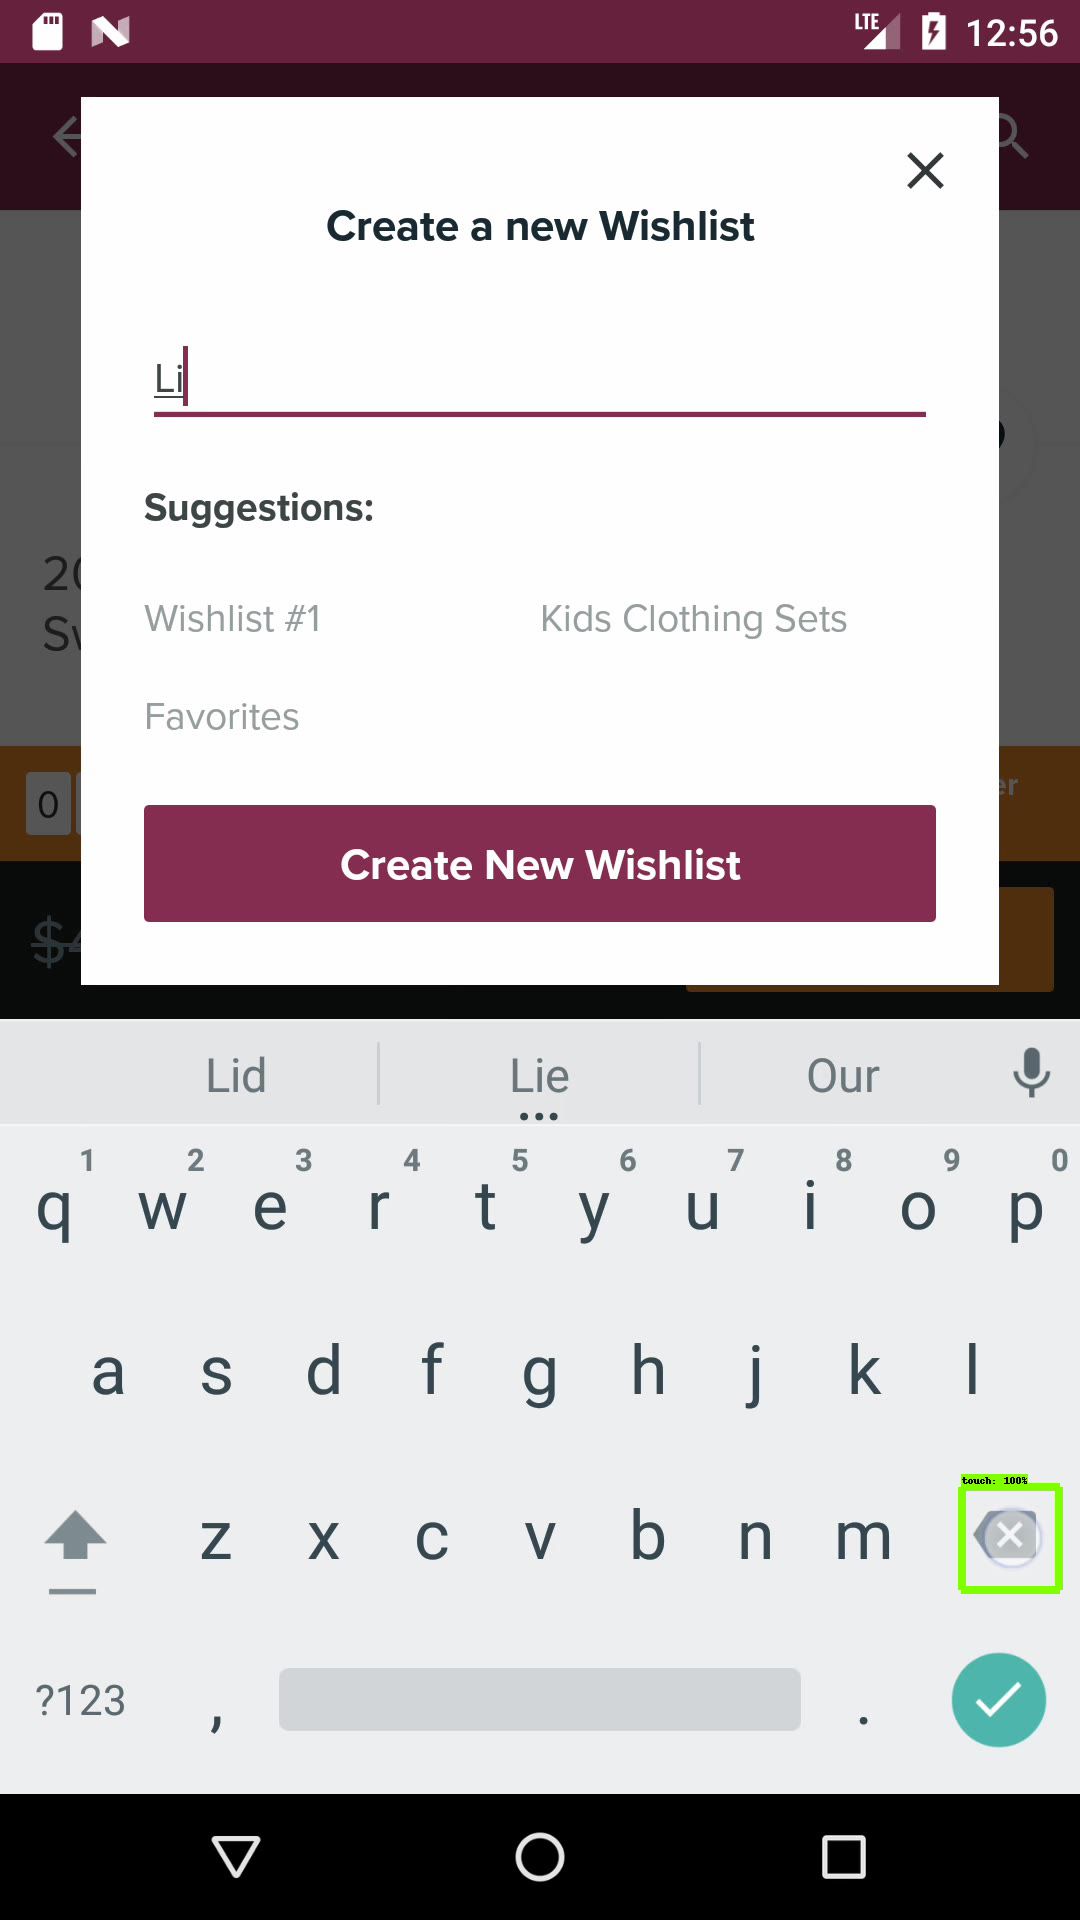 LTE 12:56
Create a new Wishlist
Li
Suggestions:
Wishlist #1 Kids Clothing Sets
Favorites
0
Create New Wishlist
Lid Lie Our
1 2 3 4 5 6 7 8 9 0
q w e r t y u i o p
a s d f g h j k l
touch: 100%
z x c v b n m
?123 , .